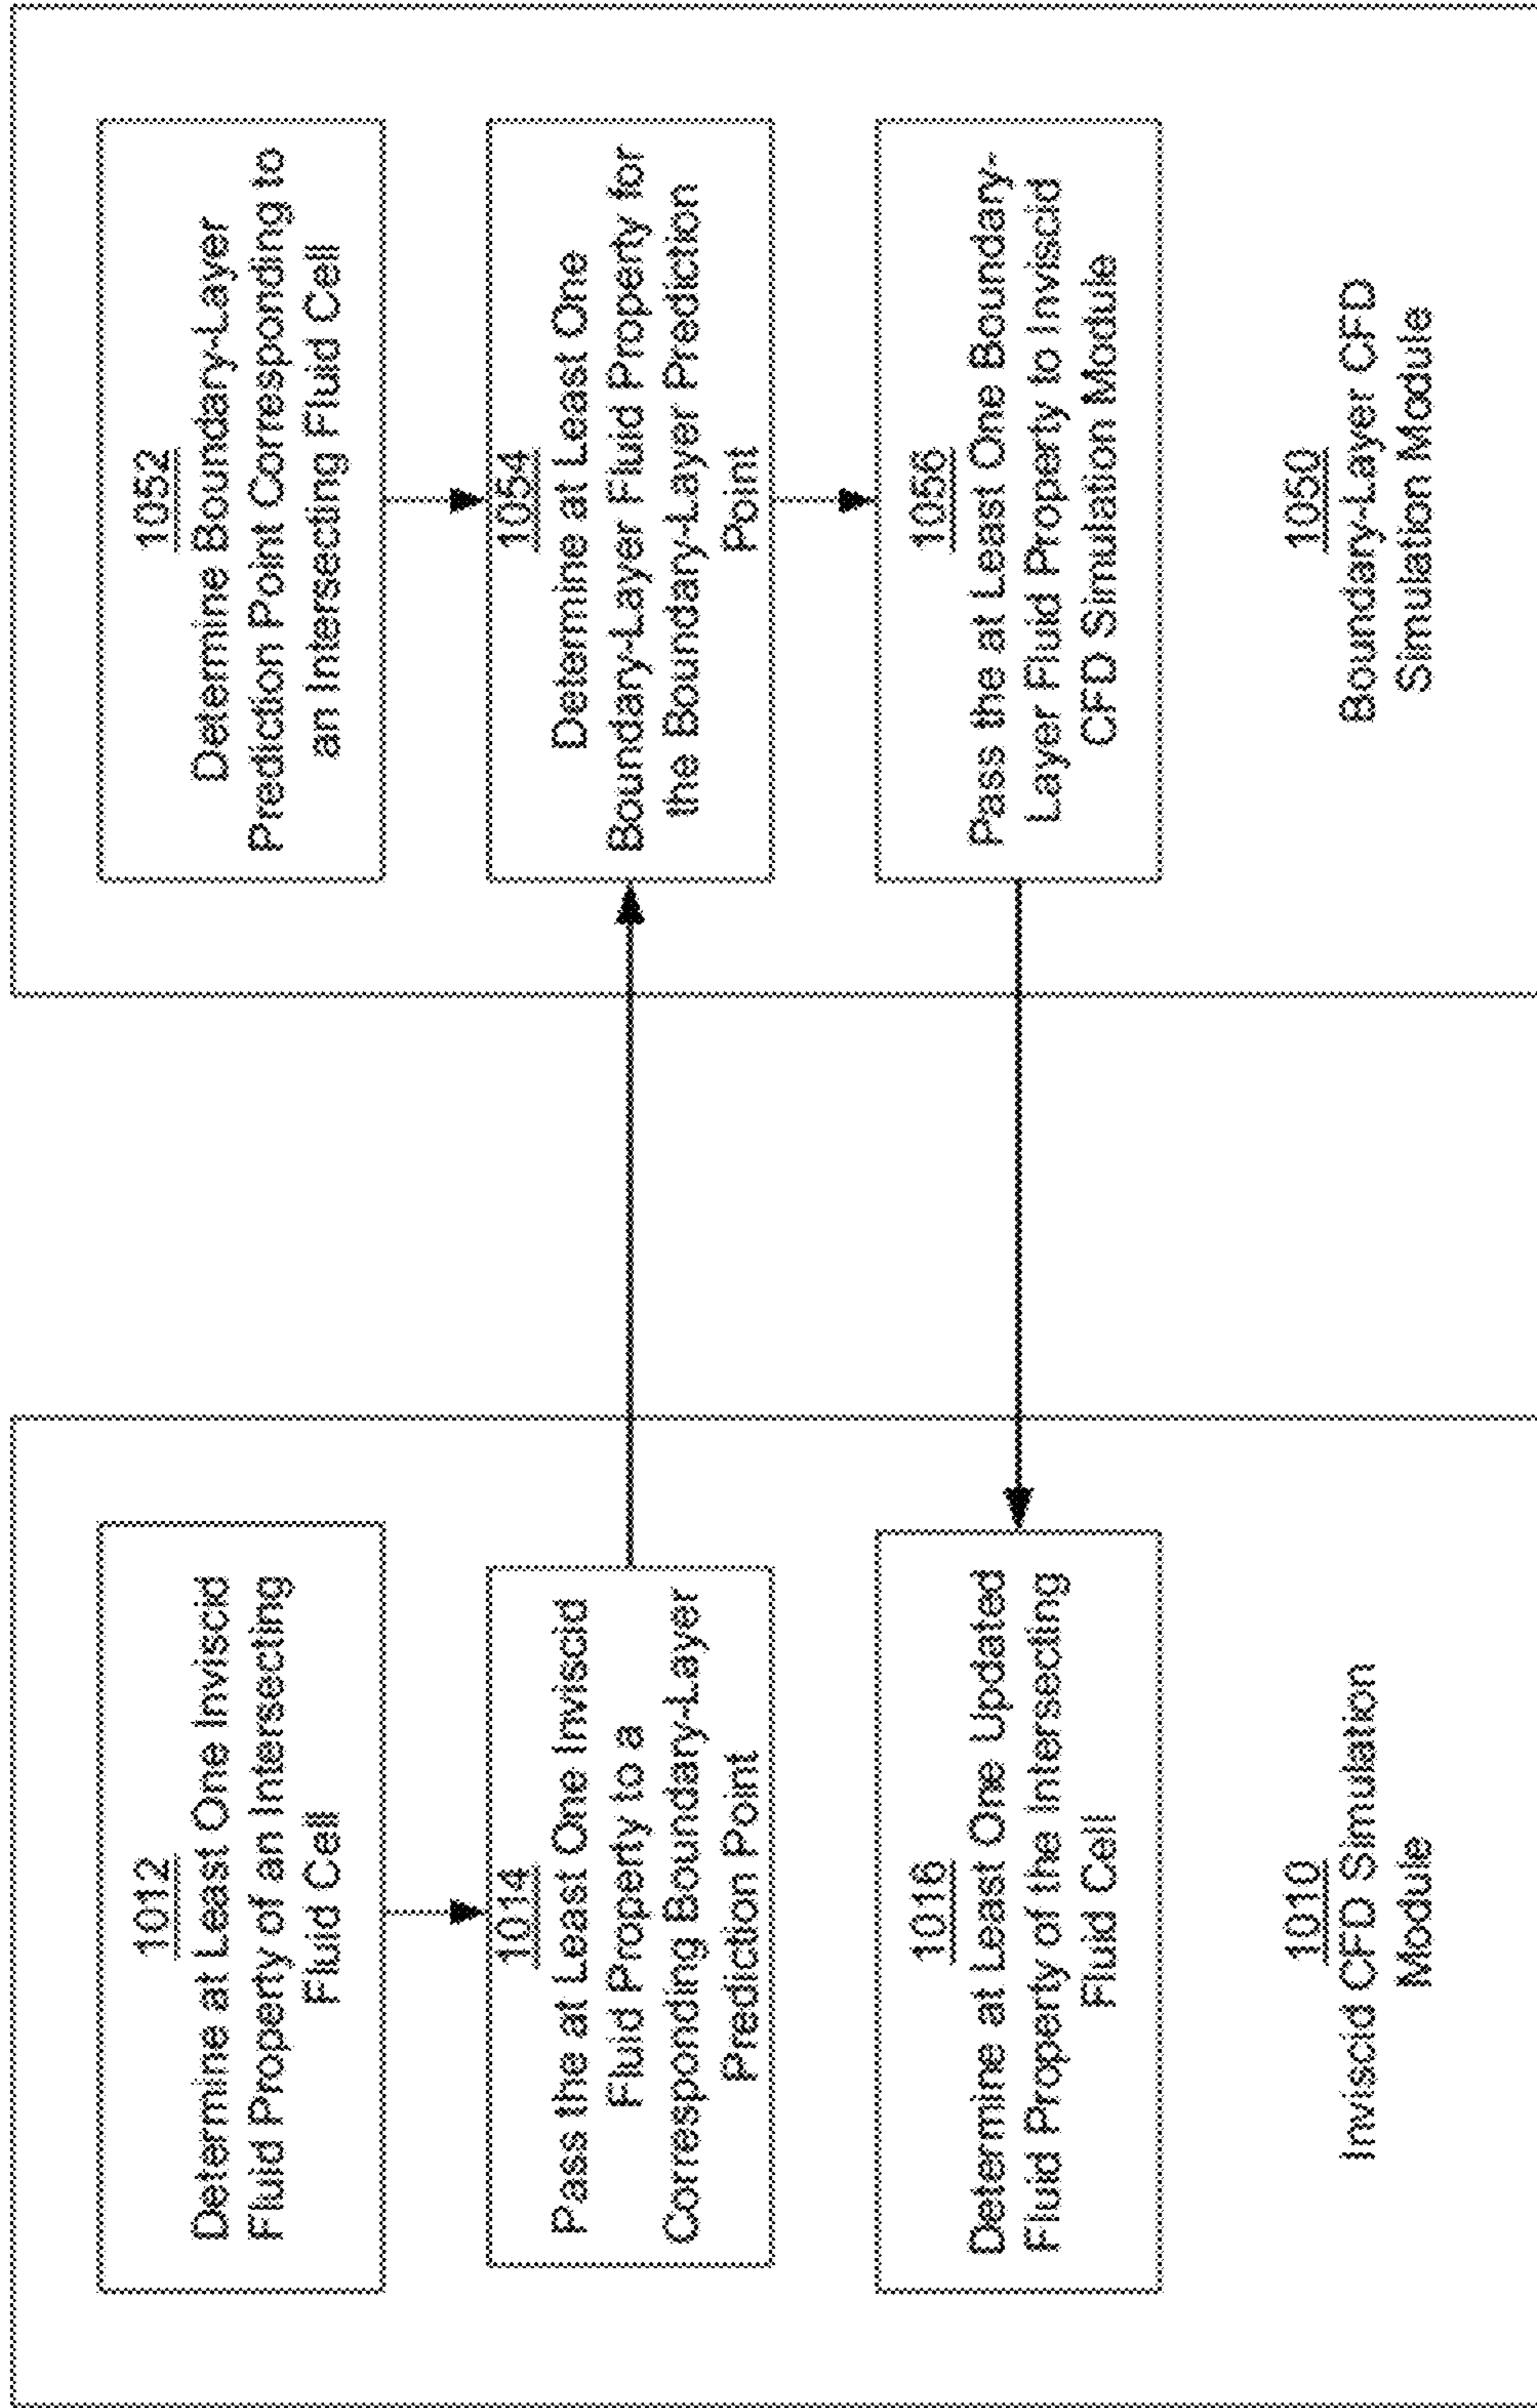 1012
Determine at Least One Inviscid
Fluid Property of an Intersecting
Fluid Cell
1014
Pass the at Least One Inviscid
Fluid Property to a
Corresponding Boundary-Layer
Prediction Point
1016
Determine at Least One Updated
Fluid Property of the Intersecting
Fluid Cell
1010
Inviscid CFD Simulation
Module
1052
Determine Boundary-Layer
Prediction Point Corresponding to
an Intersecting Fluid Cell
1054
Determine at Least One
Boundary-Layer Fluid Property for
the Boundary-Layer Prediction
Point
1056
Pass the at Least One Boundary-
Layer Fluid Property to Inviscid
CFD Simulation Module
1050
Boundary-Layer CFD
Simulation Module